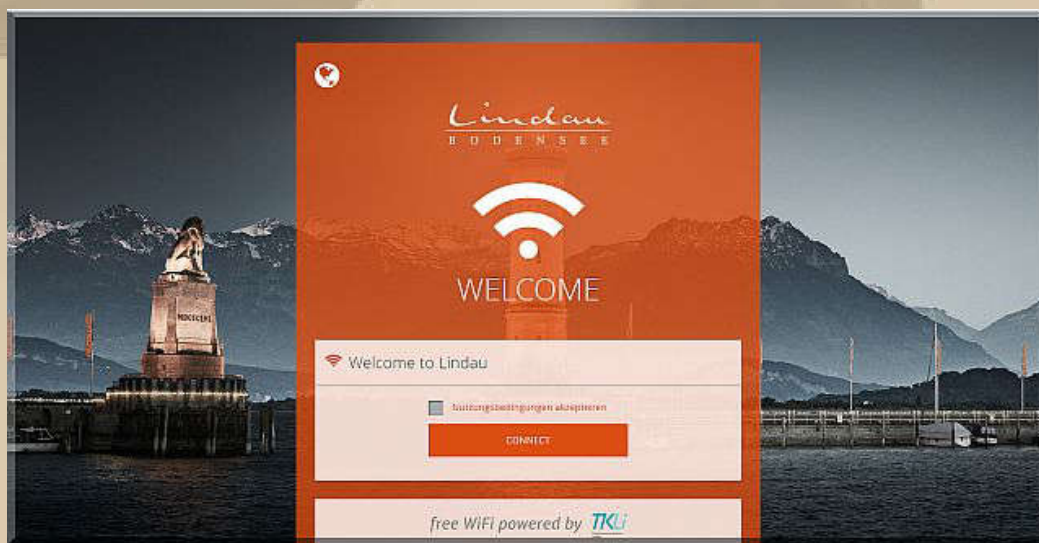 Lindau
BODENSEE
WELCOME
Welcome to Lindau
Nutzungsbedingungen akzeptieren
CONNECT
free WiFi powered by TKLi